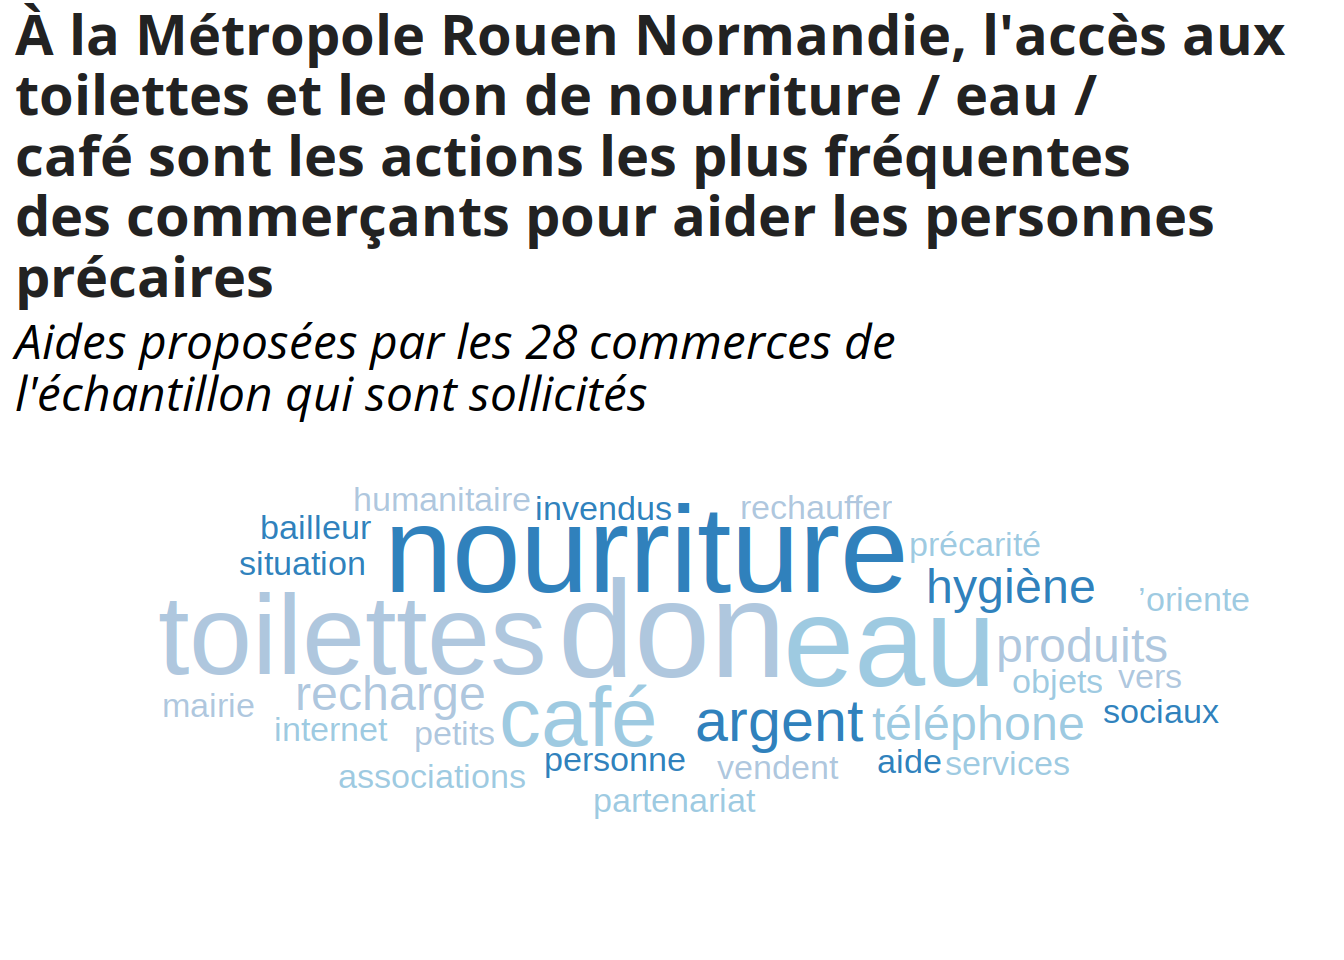 À la Métropole Rouen Normandie, l'accès aux
toilettes et le don de nourriture / eau /
café sont les actions les plus fréquentes
des commerçants pour aider les personnes
précaires
Aides proposées par les 28 commerces de
l'échantillon qui sont sollicités
humanitaire invendus rechauffer
bailleur nourriture précarité
situation hygiène ’oriente
toilettes don eau produits
objets vers
mairie recharge café argent téléphone sociaux
internet petits
personne vendent aide services
associations
partenariat